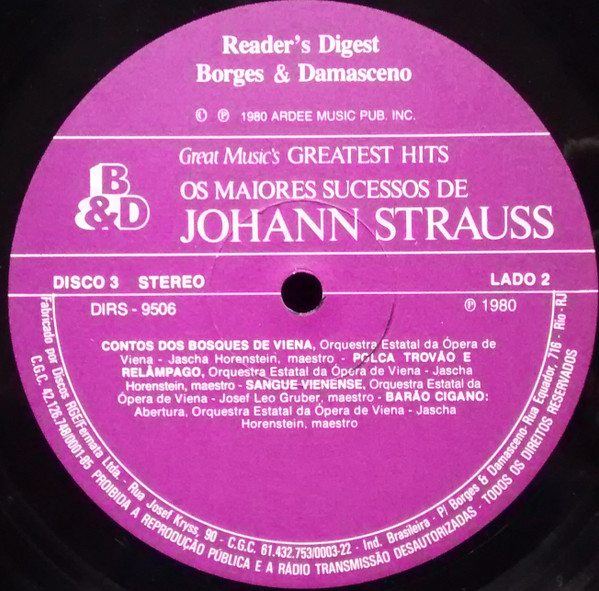 Reader's Digest
Borges & Damasceno
© ℗ 1980 ARDEE MUSIC PUB. INC.
Great Music's GREATEST HITS
B
&D
OS MAIORES SUCESSOS DE
JOHANN STRAUSS
DISCO 3 STEREO
LADO 2
DIRS - 9506
℗ 1980
CONTOS DOS BOSQUES DE VIENA, Orquestra Estatal da Ópera de
Viena - Jascha Horenstein, maestro - POLCA TROVÃO E
RELÂMPAGO, Orquestra Estatal da Ópera de Viena - Jascha
Horenstein, maestro - SANGUE VIENENSE, Orquestra Estatal da
Ópera de Viena - Josef Leo Gruber, maestro - BARÃO CIGANO:
Abertura, Orquestra Estatal da Ópera de Viena - Jascha
Horenstein, maestro
Fabricado por Discos RGE/Fermata Ltda. - Rua Josef Kryss, 90 - C.G.C. 61.432.753/0003-22 - Ind. Brasileira - P/ Borges & Damasceno-Rua Equador, 716 - Rio - RJ
C.G.C. 42.126.748/0001-85 PROIBIDA A REPRODUÇÃO PÚBLICA E A RÁDIO TRANSMISSÃO DESAUTORIZADAS - TODOS OS DIREITOS RESERVADOS